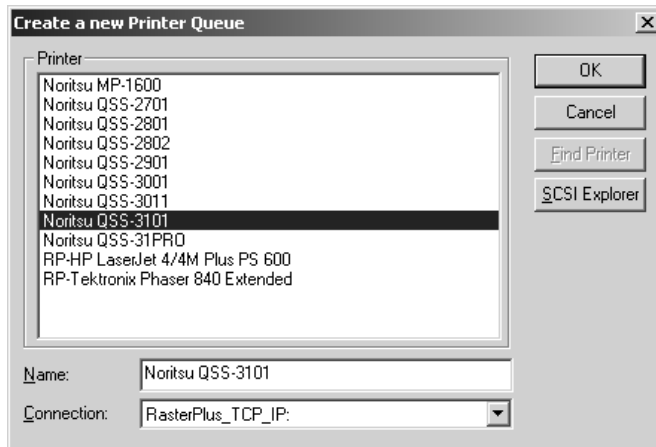 Create a new Printer Queue
Printer
Noritsu MP-1600
Noritsu QSS-2701
Noritsu QSS-2801
Noritsu QSS-2802
Noritsu QSS-2901
Noritsu QSS-3001
Noritsu QSS-3011
Noritsu QSS-3101
Noritsu QSS-31PRO
RP-HP LaserJet 4/4M Plus PS 600
RP-Tektronix Phaser 840 Extended
OK
Cancel
Find Printer
SCSI Explorer
Name: Noritsu QSS-3101
Connection: RasterPlus_TCP_IP: